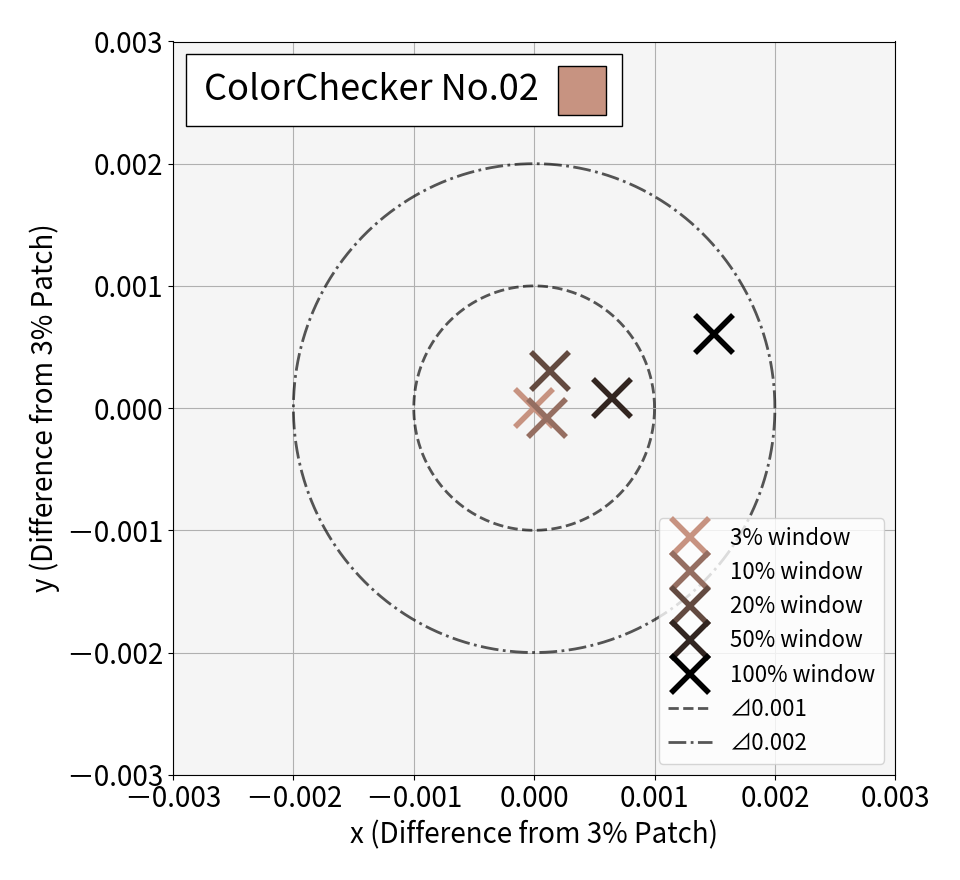 ColorChecker No.02
0.003
0.002
0.001
0.000
−0.001
−0.002
−0.003
y (Difference from 3% Patch)
3% window
10% window
20% window
50% window
100% window
⊿0.001
⊿0.002
−0.003 −0.002 −0.001 0.000 0.001 0.002 0.003
x (Difference from 3% Patch)